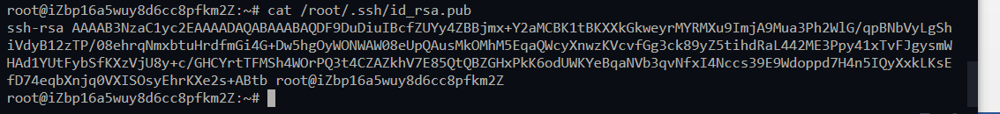 root@iZbp16a5wuy8d6cc8pfkm2Z:~# cat /root/.ssh/id_rsa.pub
ssh-rsa AAAAB3NzaC1yc2EAAAADAQABAAABAQDF9DuDiuIBcfZUYy4ZBBjmx+Y2aMCBK1tBKXXkGkweyrMYRMXu9ImjA9Mua3Ph2WlG/qpBNbVyLgSh
iVdyB12zTP/08ehrqNmxbtuHrdfmGi4G+Dw5hgOyWONWAW08eUpQAusMkOMhM5EqaQWcyXnwzKVcvfGg3ck89yZ5tihdRaL442ME3Ppy41xTvFJgysmW
HAd1YUtFybSfKXzVjU8y+c/GHCYrtTFMSh4WOrPQ3t4CZAZkhV7E85QtQBZGHxPkK6odUWKYeBqaNVb3qvNfxI4Nccs39E9Wdoppd7H4n5IQyXxkLKsE
fD74eqbXnjq0VXISOsyEhrKXe2s+ABtb root@iZbp16a5wuy8d6cc8pfkm2Z
root@iZbp16a5wuy8d6cc8pfkm2Z:~#